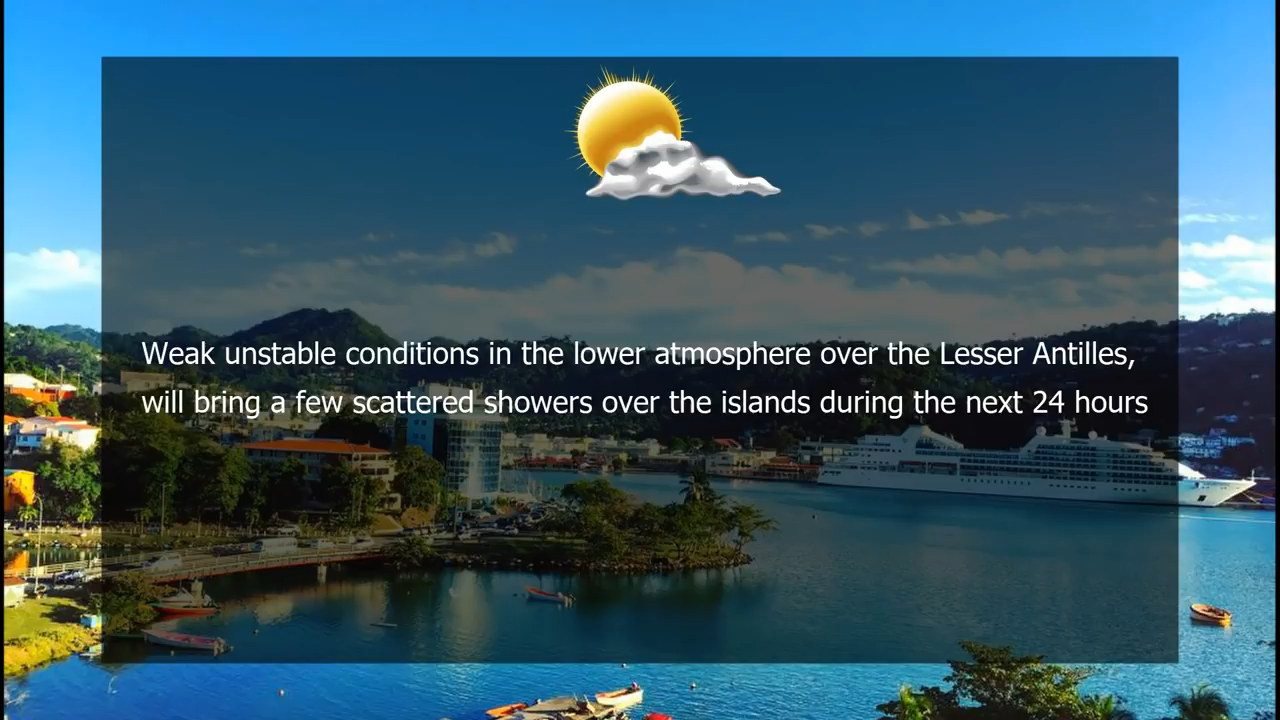 Weak unstable conditions in the lower atmosphere over the Lesser Antilles,
will bring a few scattered showers over the islands during the next 24 hours